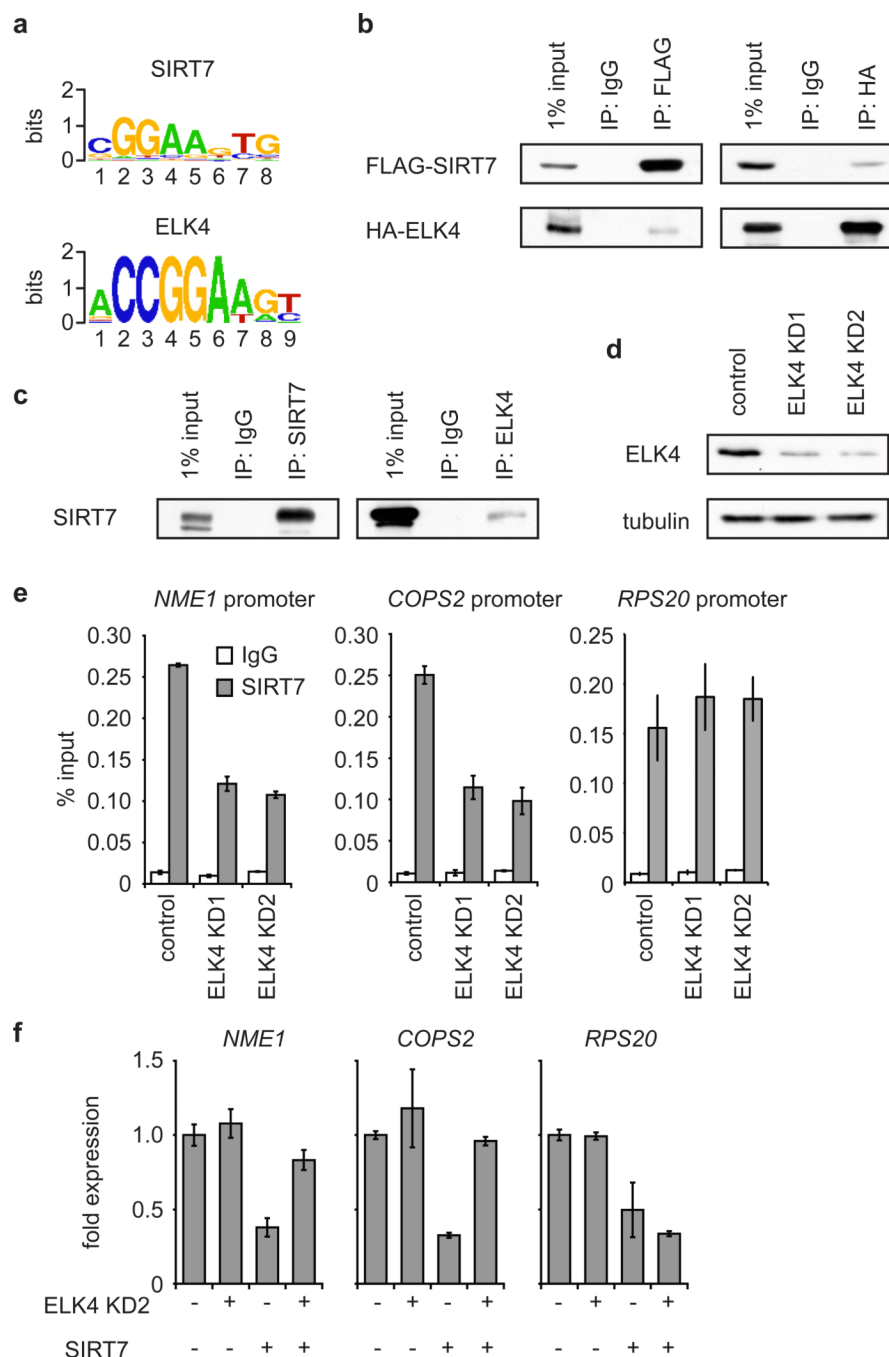 a
SIRT7
2
1
0
bits
CGGAAGTG
1 2 3 4 5 6 7 8
ELK4
2
1
0
bits
ACCGGAAGT
1 2 3 4 5 6 7 8 9
b
1% input
IP: IgG
IP: FLAG
1% input
IP: IgG
IP: HA
FLAG-SIRT7
HA-ELK4
c
1% input
IP: IgG
IP: SIRT7
1% input
IP: IgG
IP: ELK4
SIRT7
d
control
ELK4 KD1
ELK4 KD2
ELK4
tubulin
e
NME1 promoter
COPS2 promoter
RPS20 promoter
IgG
SIRT7
% input
0.30
0.25
0.20
0.15
0.10
0.05
0
control
ELK4 KD1
ELK4 KD2
0.30
0.25
0.20
0.15
0.10
0.05
0
control
ELK4 KD1
ELK4 KD2
0.25
0.20
0.15
0.10
0.05
0
control
ELK4 KD1
ELK4 KD2
f
NME1
COPS2
RPS20
fold expression
1.5
1.0
0.5
0
ELK4 KD2 - + - + - + - + - + - +
SIRT7 - - + + - - + + - - + +